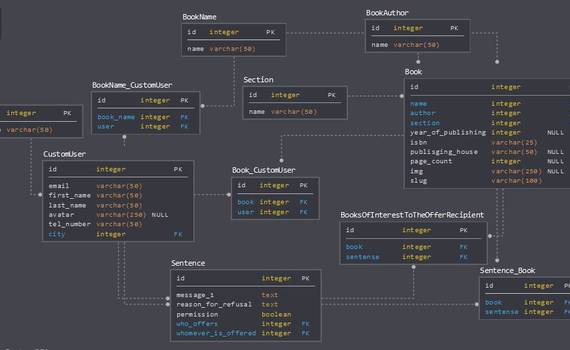 BookName
id integer PK
name varchar(50)
BookAuthor
id integer PK
name varchar(50)
BookName_CustomUser
id integer PK
book_name integer FK
user integer FK
Section
id integer PK
name varchar(50)
Book
id integer
name integer
author integer
section integer
year_of_publishing integer NULL
isbn varchar(25)
publisging_house varchar(50) NULL
page_count integer NULL
img varchar(250) NULL
slug varchar(100)
integer PK
varchar(50)
CustomUser
id integer PK
email varchar(50)
first_name varchar(50)
last_name varchar(50)
avatar varchar(250) NULL
tel_number varchar(50)
city integer FK
Book_CustomUser
id integer PK
book integer FK
user integer FK
BooksOfInterestToTheOfferRecipient
id integer PK
book integer FK
sentense integer FK
Sentence
id integer PK
message_1 text
reason_for_refusal text
permission boolean
who_offers integer FK
whomever_is_offered integer FK
Sentence_Book
id integer PK
book integer FK
sentense integer FK